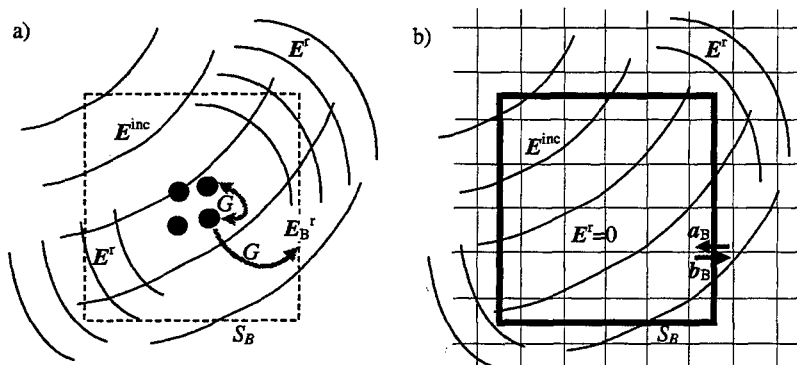 a)
E^r
E^inc
G
E_B^r
G
E^r
S_B
b)
E^r
E^inc
E^r=0
a_B
b_B
S_B